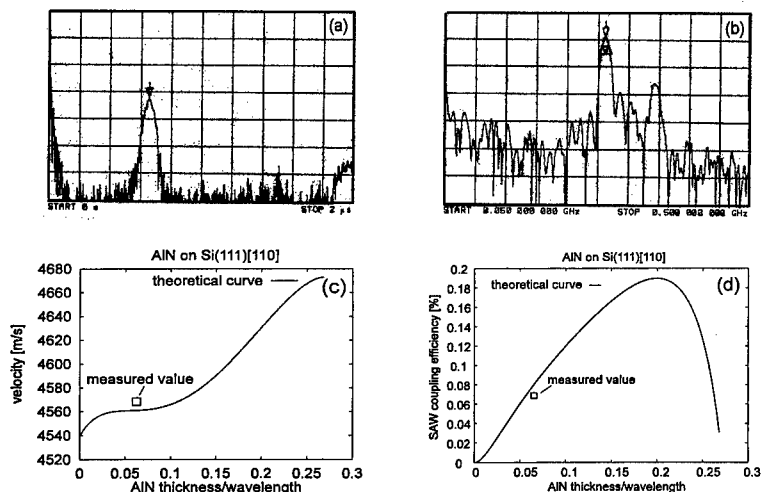 (a)
START 0 s
STOP 2 µs
(b)
START 0.050 000 000 GHz
STOP 0.500 000 000 GHz
AlN on Si(111)[110]
4680
4660
4640
4620
4600
4580
4560
4540
4520
velocity [m/s]
theoretical curve
(c)
measured value
0 0.05 0.1 0.15 0.2 0.25 0.3
AlN thickness/wavelength
AlN on Si(111)[110]
0.2
0.18
0.16
0.14
0.12
0.1
0.08
0.06
0.04
0.02
0
SAW coupling efficiency [%]
theoretical curve
(d)
measured value
0 0.05 0.1 0.15 0.2 0.25 0.3
AlN thickness/wavelength